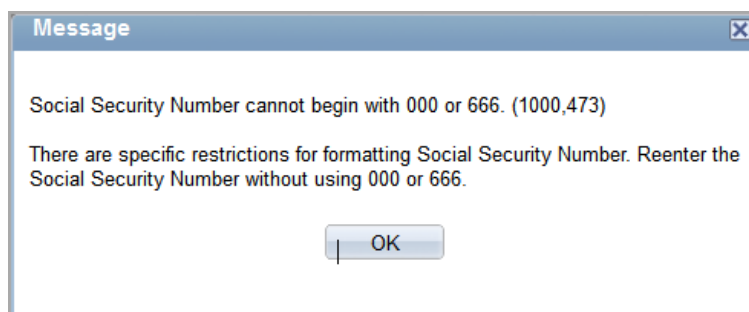 Message
Social Security Number cannot begin with 000 or 666. (1000,473)
There are specific restrictions for formatting Social Security Number. Reenter the
Social Security Number without using 000 or 666.
OK